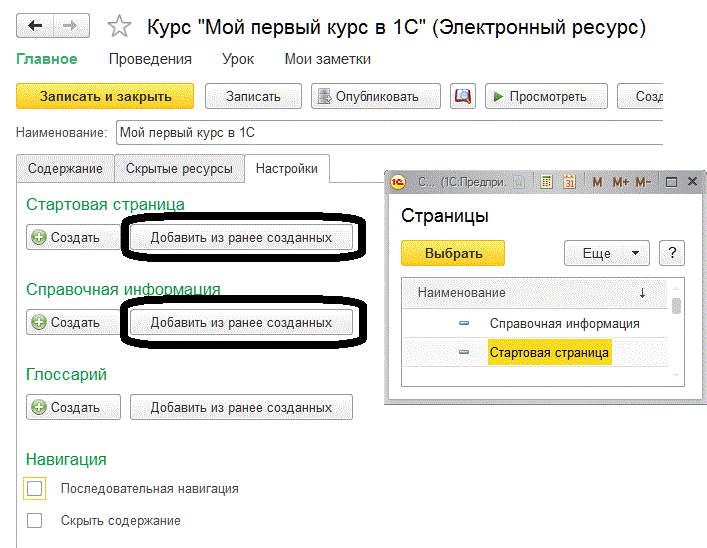 Курс "Мой первый курс в 1С" (Электронный ресурс)
Главное Проведения Урок Мои заметки
Записать и закрыть Записать Опубликовать Просмотреть Созд
Наименование: Мой первый курс в 1С
Содержание Скрытые ресурсы Настройки
Стартовая страница
Создать Добавить из ранее созданных
Справочная информация
Создать Добавить из ранее созданных
Глоссарий
Создать Добавить из ранее созданных
Навигация
Последовательная навигация
Скрыть содержание
1С С... (1С:Предпри. 31 M M+ M-
Страницы
Выбрать Еще ?
Наименование ↓
Справочная информация
Стартовая страница